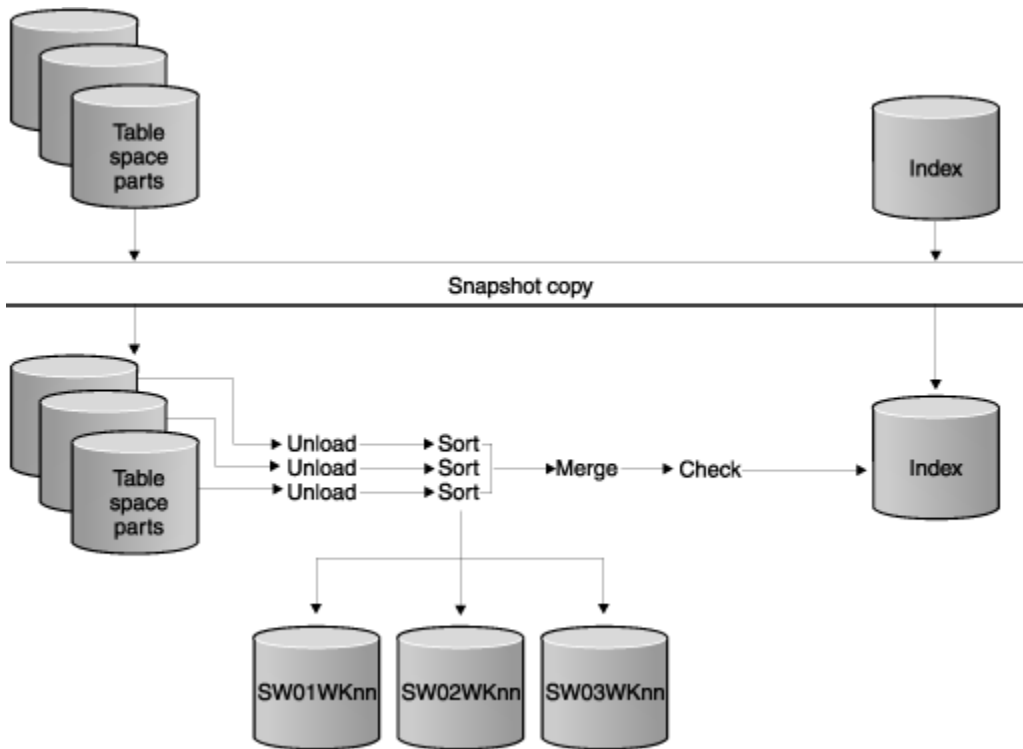 Table
space
parts
Index
Snapshot copy
Unload Sort
Unload Sort Merge Check
Unload Sort
Table
space
parts
Index
SW01WKnn SW02WKnn SW03WKnn